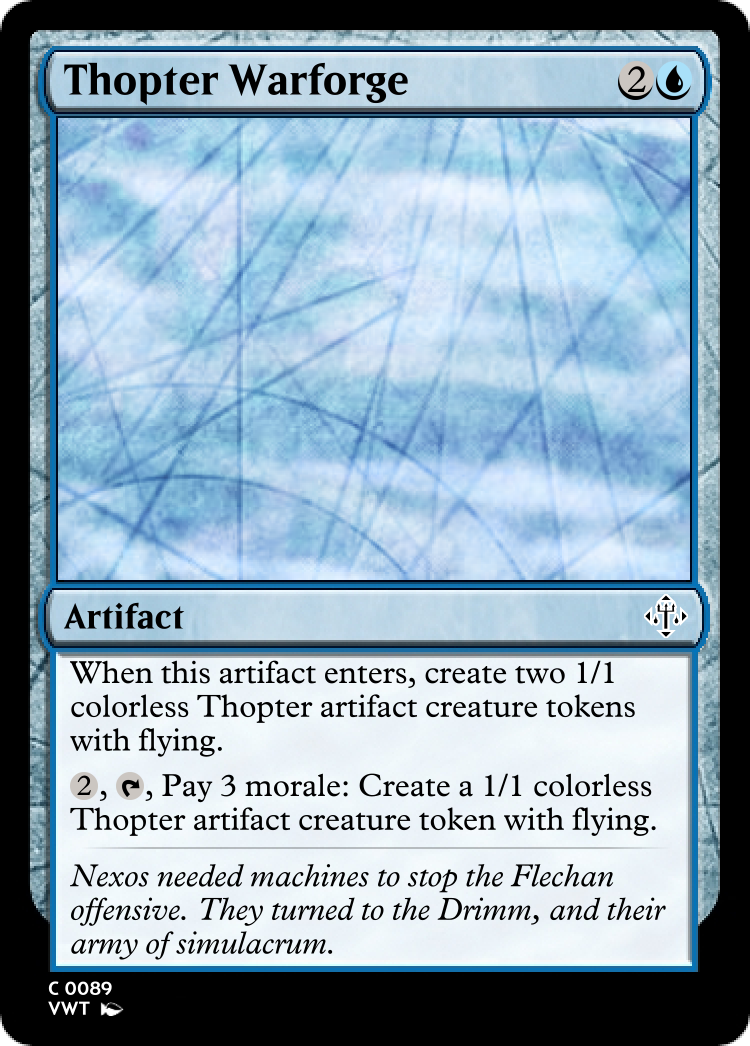 Thopter Warforge 2
Artifact
When this artifact enters, create two 1/1
colorless Thopter artifact creature tokens
with flying.
2, , Pay 3 morale: Create a 1/1 colorless
Thopter artifact creature token with flying.
Nexos needed machines to stop the Flechan
offensive. They turned to the Drimm, and their
army of simulacrum.
C 0089
VWT